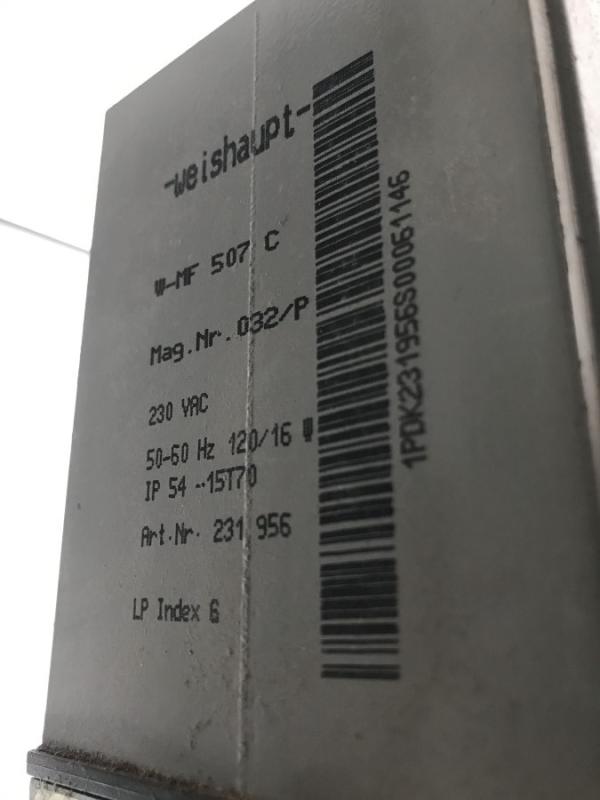 -weishaupt-
W-MF 507 C
Mag.Nr.032/P
230 VAC
50-60 Hz 120/16 W
IP 54 -15T70
Art.Nr. 231 956
LP Index G
1PDK231956S00061146